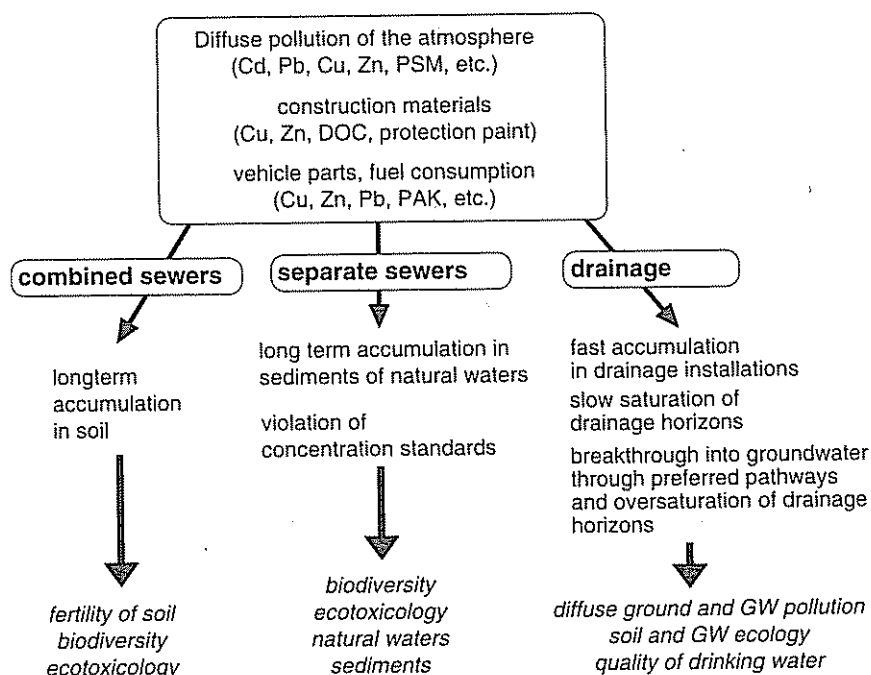 Diffuse pollution of the atmosphere
(Cd, Pb, Cu, Zn, PSM, etc.)
construction materials
(Cu, Zn, DOC, protection paint)
vehicle parts, fuel consumption
(Cu, Zn, Pb, PAK, etc.)
combined sewers
longterm
accumulation
in soil
fertility of soil
biodiversity
ecotoxicology
separate sewers
long term accumulation in
sediments of natural waters
violation of
concentration standards
biodiversity
ecotoxicology
natural waters
sediments
drainage
fast accumulation
in drainage installations
slow saturation of
drainage horizons
breakthrough into groundwater
through preferred pathways
and oversaturation of drainage
horizons
diffuse ground and GW pollution
soil and GW ecology
quality of drinking water